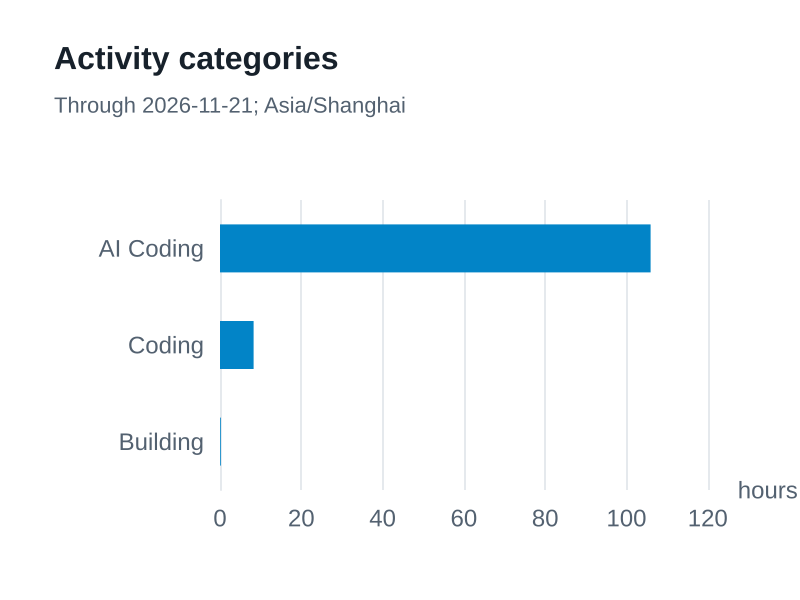 Activity categories
Through 2026-11-21; Asia/Shanghai
AI Coding
Coding
Building
hours
0 20 40 60 80 100 120